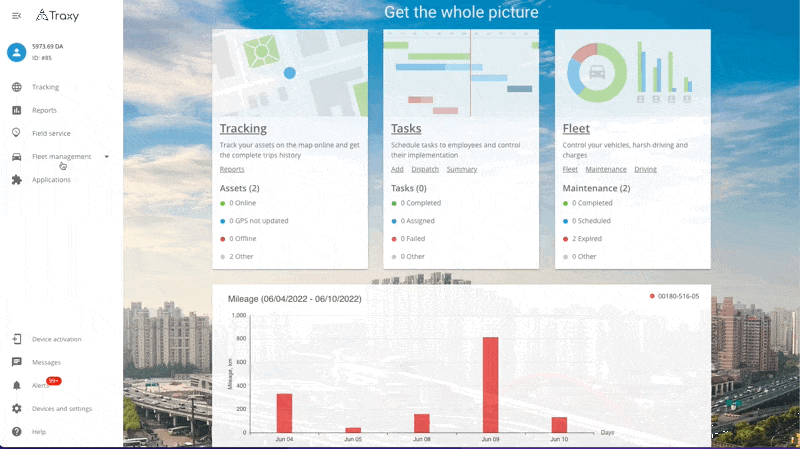 Traxy
5973.69 DA
ID: #85
Tracking
Reports
Field service
Fleet management
Applications
Device activation
Messages
Alerts
99+
Devices and settings
Help
Get the whole picture
Tracking
Track your assets on the map online and get
the complete trips history
Reports
Assets (2)
0 Online
0 GPS not updated
0 Offline
2 Other
Tasks
Schedule tasks to employees and control
their implementation
Add Dispatch Summary
Tasks (0)
0 Completed
0 Assigned
0 Failed
0 Other
Fleet
Control your vehicles, harsh driving and
charges
Fleet Maintenance Driving
Maintenance (2)
0 Completed
0 Scheduled
2 Expired
0 Other
Mileage (06/04/2022 - 06/10/2022)
00180-516-05
Mileage, km
1,000
800
600
400
200
0
Jun 04 Jun 05 Jun 08 Jun 09 Jun 10
Days